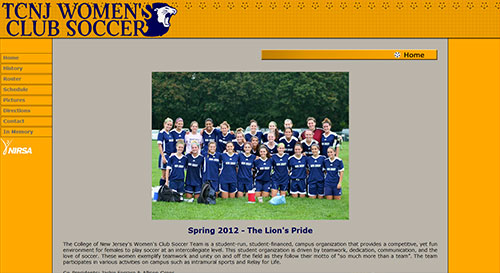 TCNJ WOMEN'S
CLUB SOCCER
Home
Home
History
Roster
Schedule
Pictures
Directions
Contact
In Memory
NIRSA
Spring 2012 - The Lion's Pride
The College of New Jersey's Women's Club Soccer Team is a student-run, student-financed, campus organization that provides a competitive, yet fun
environment for females to play soccer at an intercollegiate level. This student organization is driven by teamwork, dedication, communication, and the
love of soccer. These women exemplify teamwork and unity on and off the field as they follow their motto of "so much more than a team". The team
participates in various activities on campus such as intramural sports and Relay for Life.